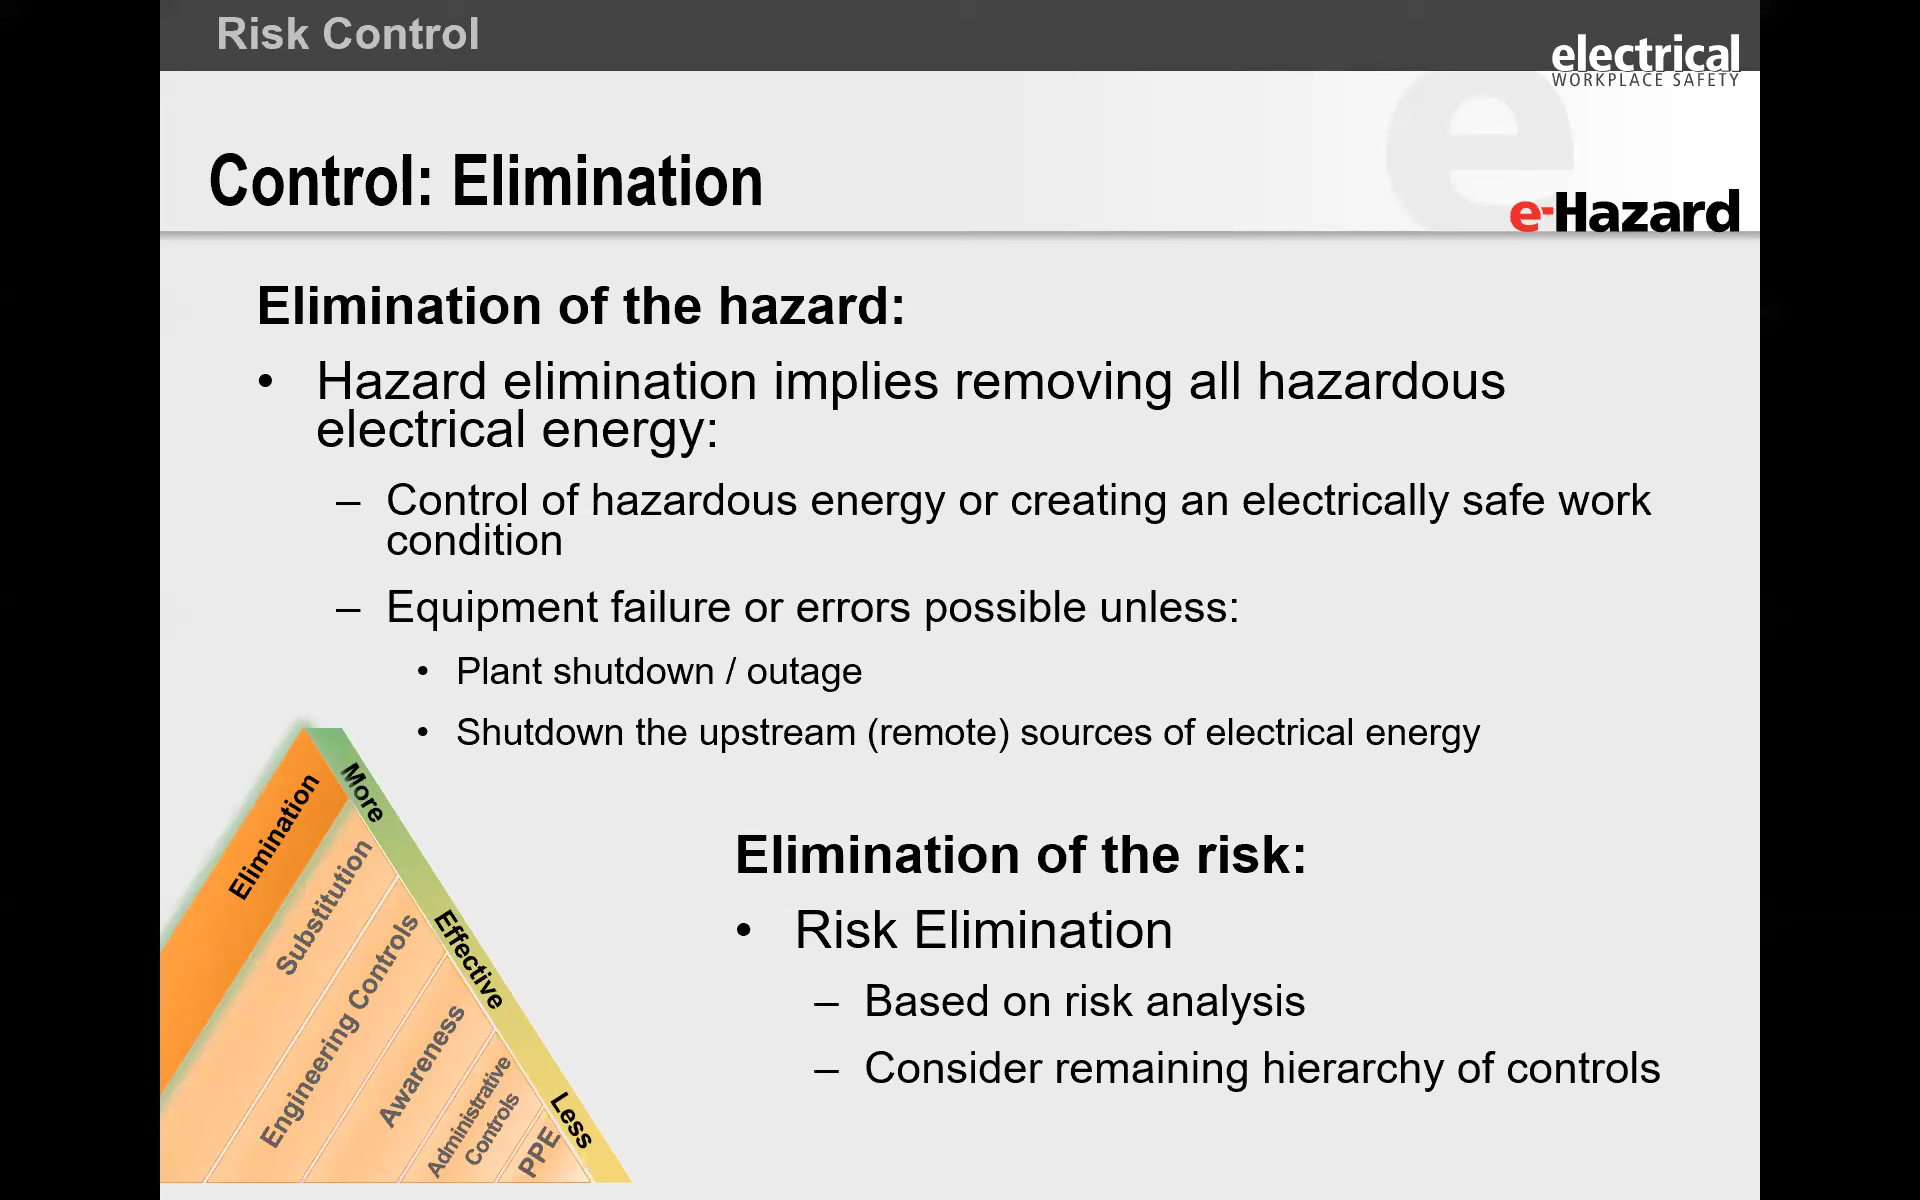 Risk Control
electrical
WORKPLACE SAFETY
Control: Elimination
e-Hazard
Elimination of the hazard:
• Hazard elimination implies removing all hazardous
electrical energy:
– Control of hazardous energy or creating an electrically safe work
condition
– Equipment failure or errors possible unless:
• Plant shutdown / outage
• Shutdown the upstream (remote) sources of electrical energy
Elimination
Substitution
Engineering Controls
Awareness
Administrative
Controls
PPE
More
Effective
Less
Elimination of the risk:
• Risk Elimination
– Based on risk analysis
– Consider remaining hierarchy of controls